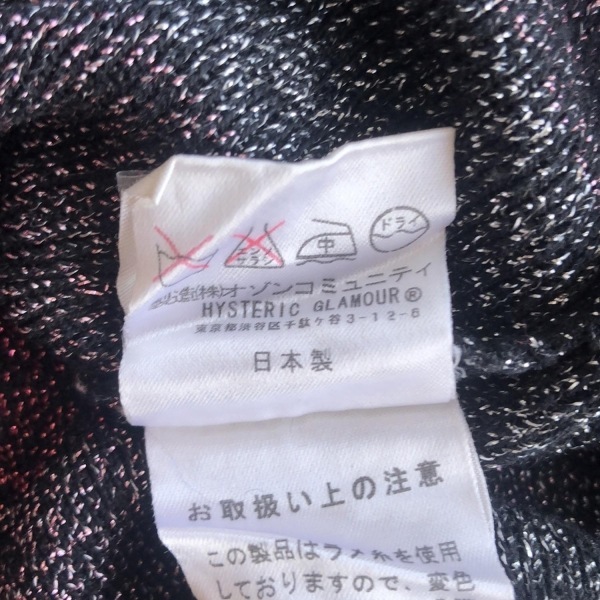 中
ドライ
(株)オゾンコミュニティ
HYSTERIC GLAMOUR®
東京都渋谷区千駄ヶ谷3-12-8
日本製
お取扱い上の注意
この製品はラメ糸を使用
しておりますので、変色